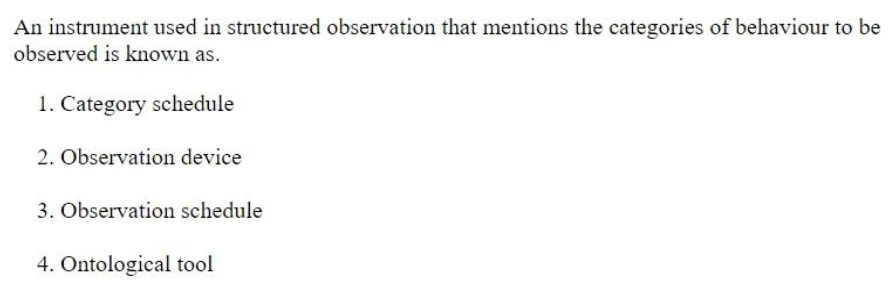 An instrument used in structured observation that mentions the categories of behaviour to be
observed is known as.
1. Category schedule
2. Observation device
3. Observation schedule
4. Ontological tool